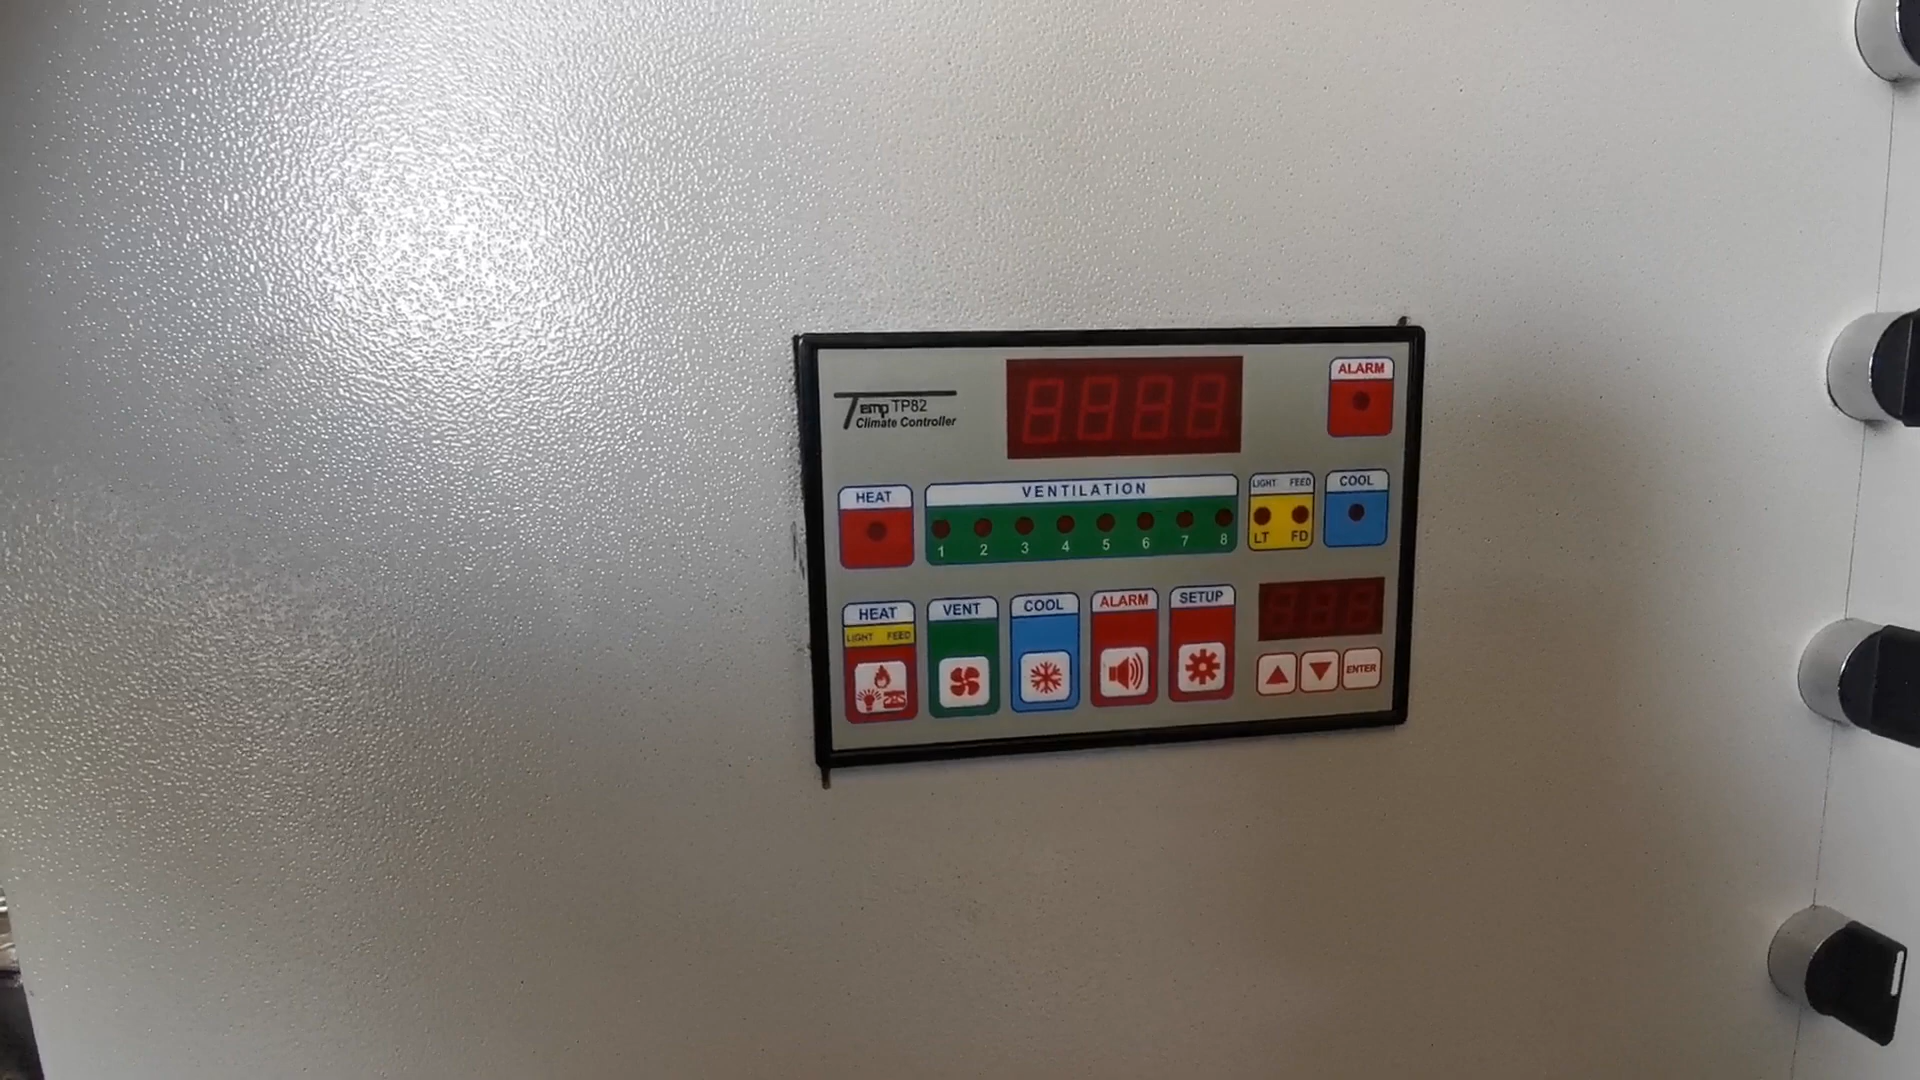 Temp TP82
Climate Controller
ALARM
HEAT
VENTILATION
1 2 3 4 5 6 7 8
LIGHT FEED
LT FD
COOL
HEAT
LIGHT FEED
VENT
COOL
ALARM
SETUP
ENTER